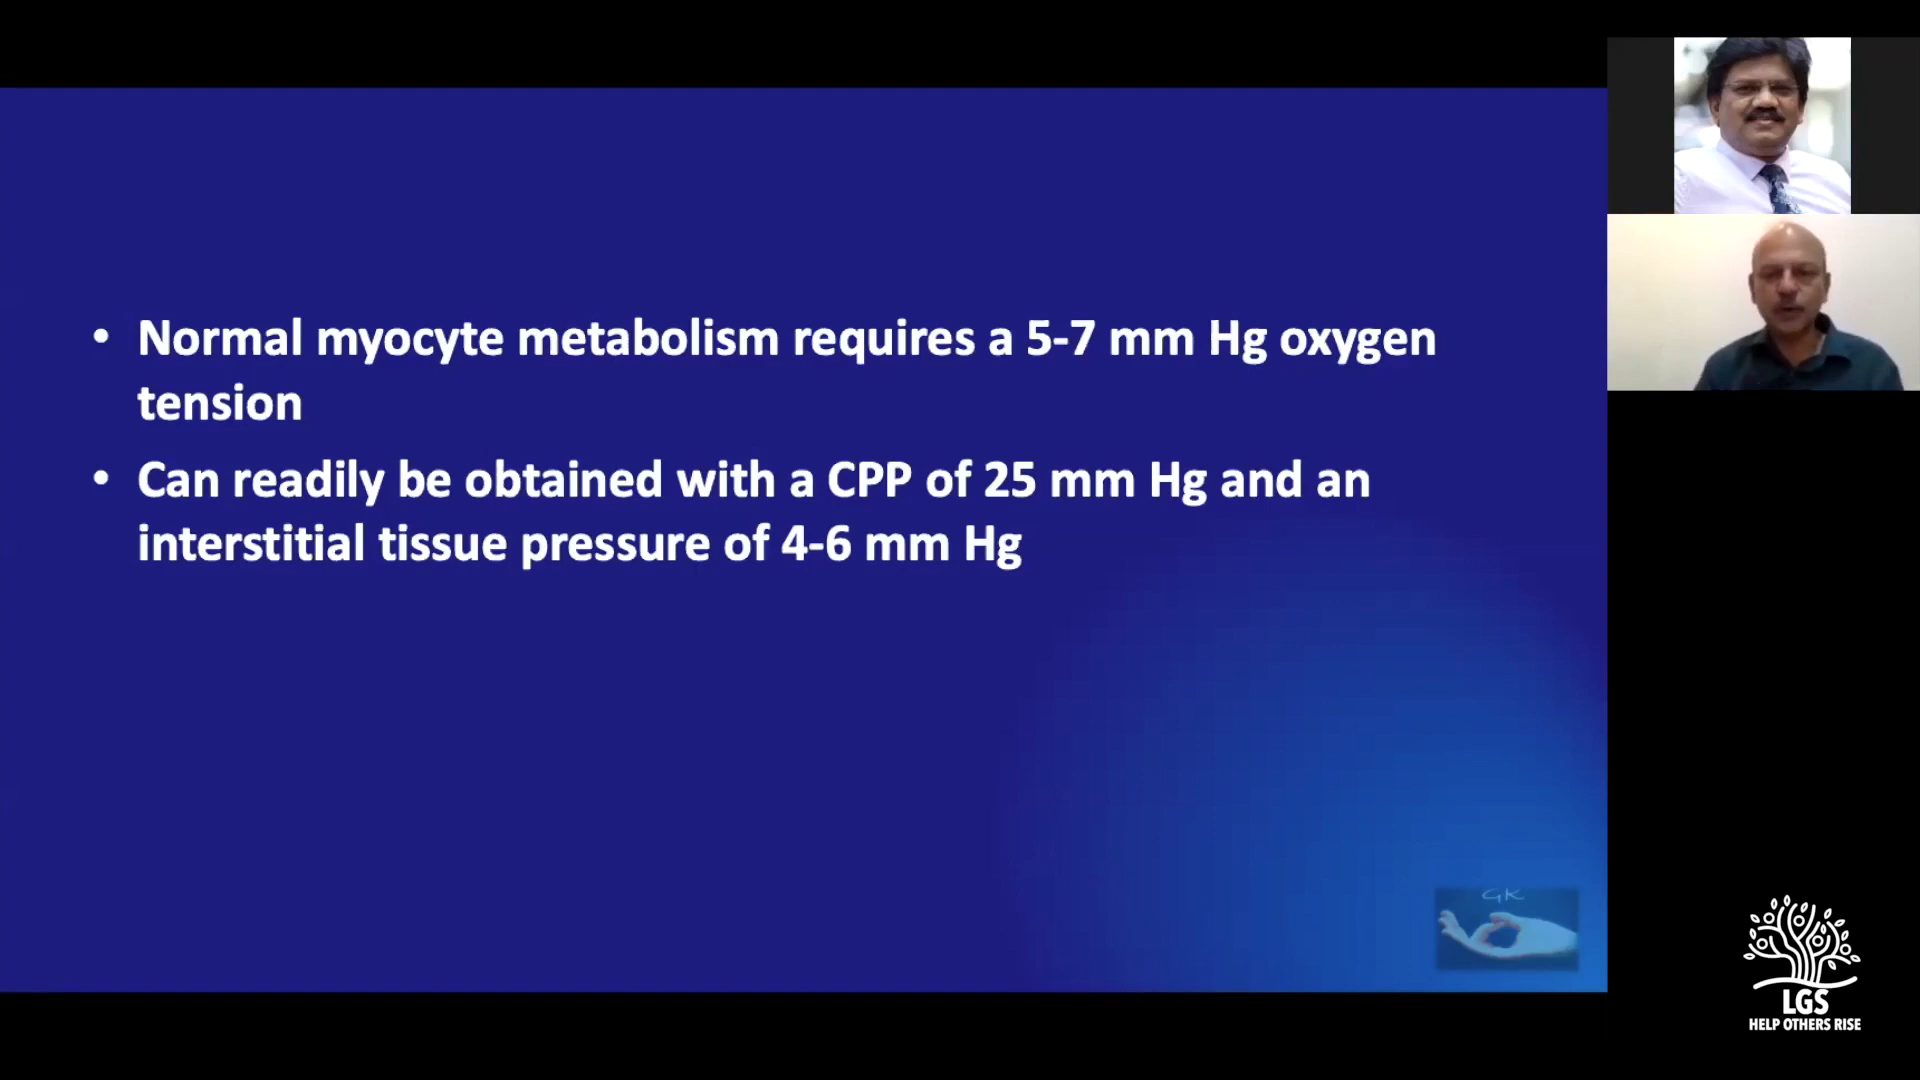 • Normal myocyte metabolism requires a 5-7 mm Hg oxygen
tension
• Can readily be obtained with a CPP of 25 mm Hg and an
interstitial tissue pressure of 4-6 mm Hg
GK
LGS
HELP OTHERS RISE